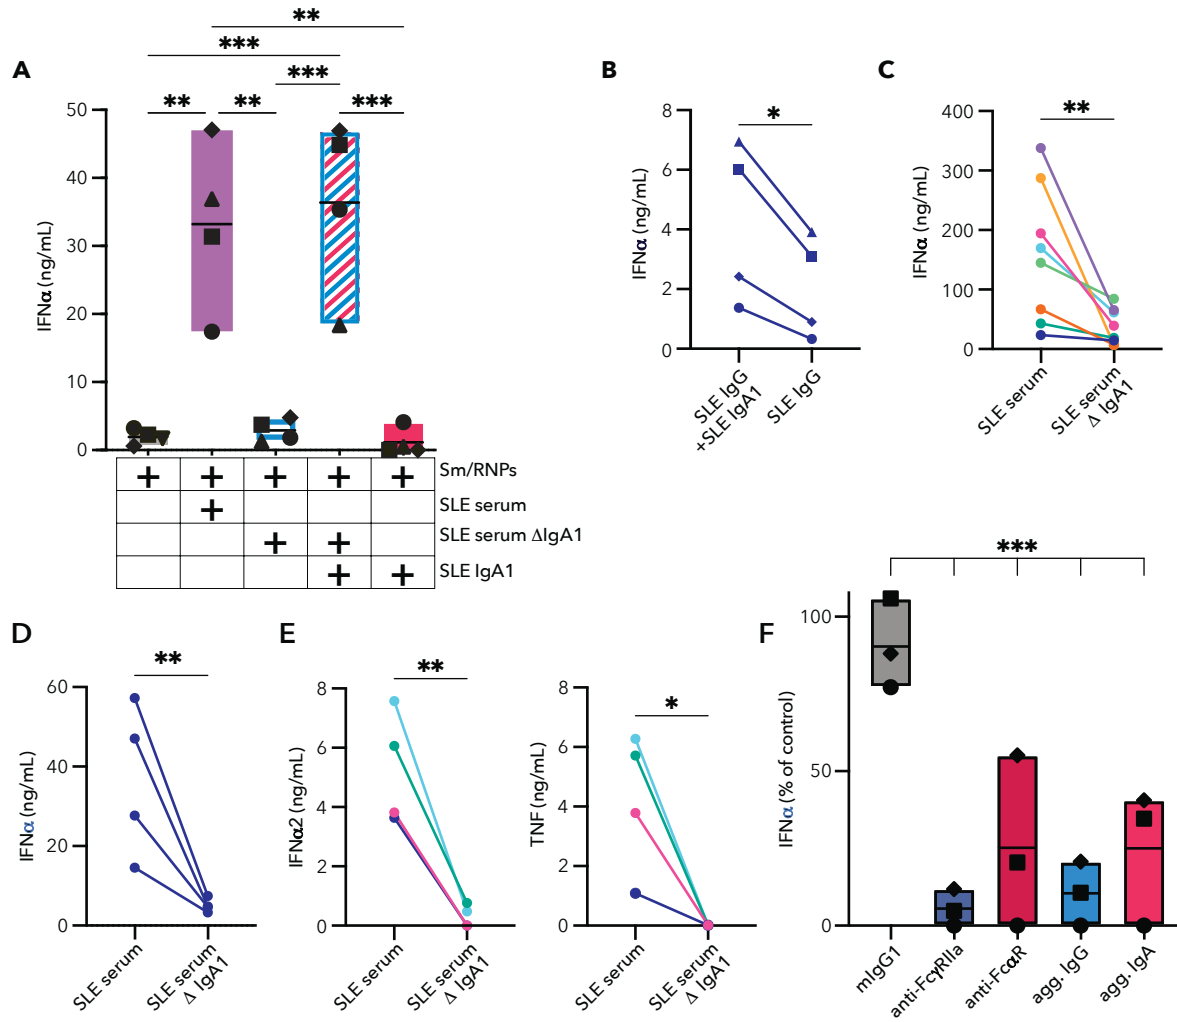 A
**
***
***
**
**
***
IFNα (ng/mL)
50
40
30
20
10
0
+ + + + + Sm/RNPs
+ SLE serum
+ + SLE serum ΔIgA1
+ + SLE IgA1
B
*
IFNα (ng/mL)
8
6
4
2
0
SLE IgG
+SLE IgA1
SLE IgG
C
**
IFNα (ng/mL)
400
300
200
100
0
SLE serum
SLE serum
Δ IgA1
D
**
IFNα (ng/mL)
60
40
20
0
SLE serum
SLE serum
Δ IgA1
E
**
IFNα2 (ng/mL)
8
6
4
2
0
SLE serum
SLE serum
Δ IgA1
*
TNF (ng/mL)
8
6
4
2
0
SLE serum
SLE serum
Δ IgA1
F
***
IFNα (% of control)
100
50
0
mIgG1
anti-FcγRIIa
anti-FcαR
agg. IgG
agg. IgA